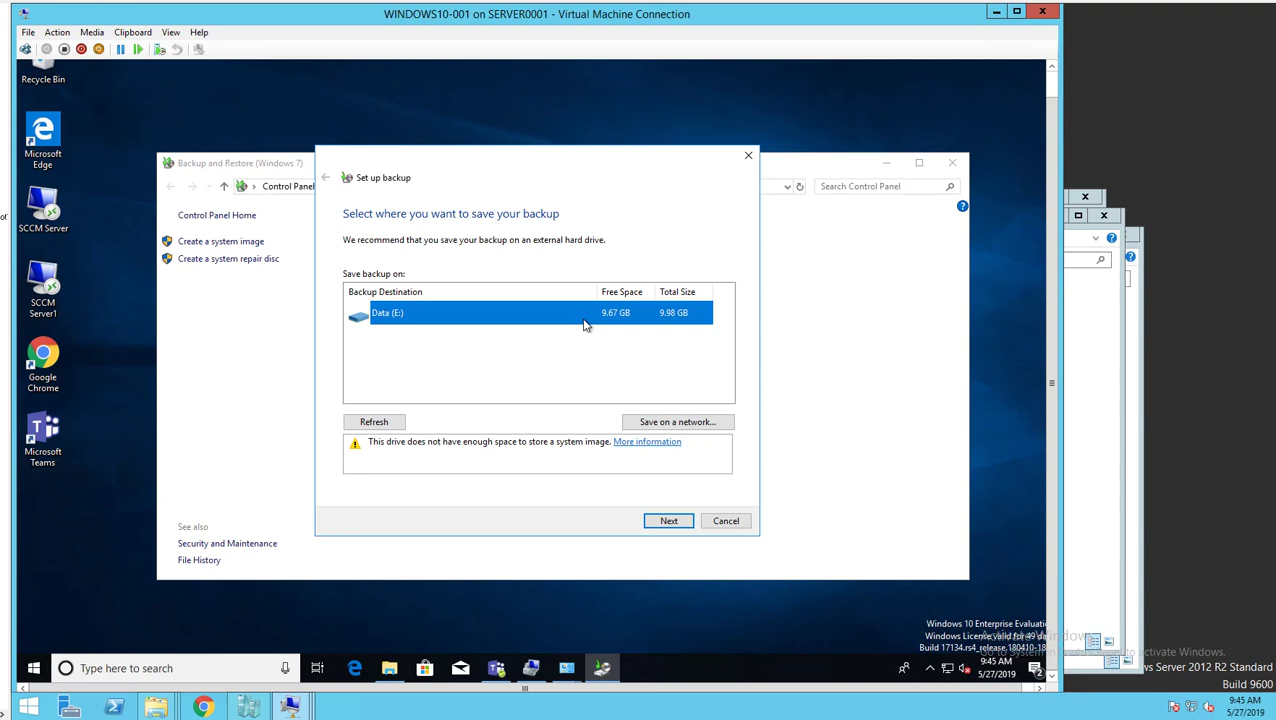 WINDOWS10-001 on SERVER0001 - Virtual Machine Connection
File Action Media Clipboard View Help
Recycle Bin
Microsoft
Edge
SCCM Server
SCCM
Server1
Google
Chrome
Microsoft
Teams
Backup and Restore (Windows 7)
Control Panel
Search Control Panel
Control Panel Home
Create a system image
Create a system repair disc
See also
Security and Maintenance
File History
Set up backup
Select where you want to save your backup
We recommend that you save your backup on an external hard drive.
Save backup on:
Backup Destination Free Space Total Size
Data (E:) 9.67 GB 9.98 GB
Refresh
Save on a network...
This drive does not have enough space to store a system image. More information
Next
Cancel
Windows 10 Enterprise
Windows License
Build 17134.rs4_release.180410-18
Type here to search
9:45 AM
5/27/2019
2
Windows.
ws Server 2012 R2 Standard
Build 9600
9:45 AM
5/27/2019